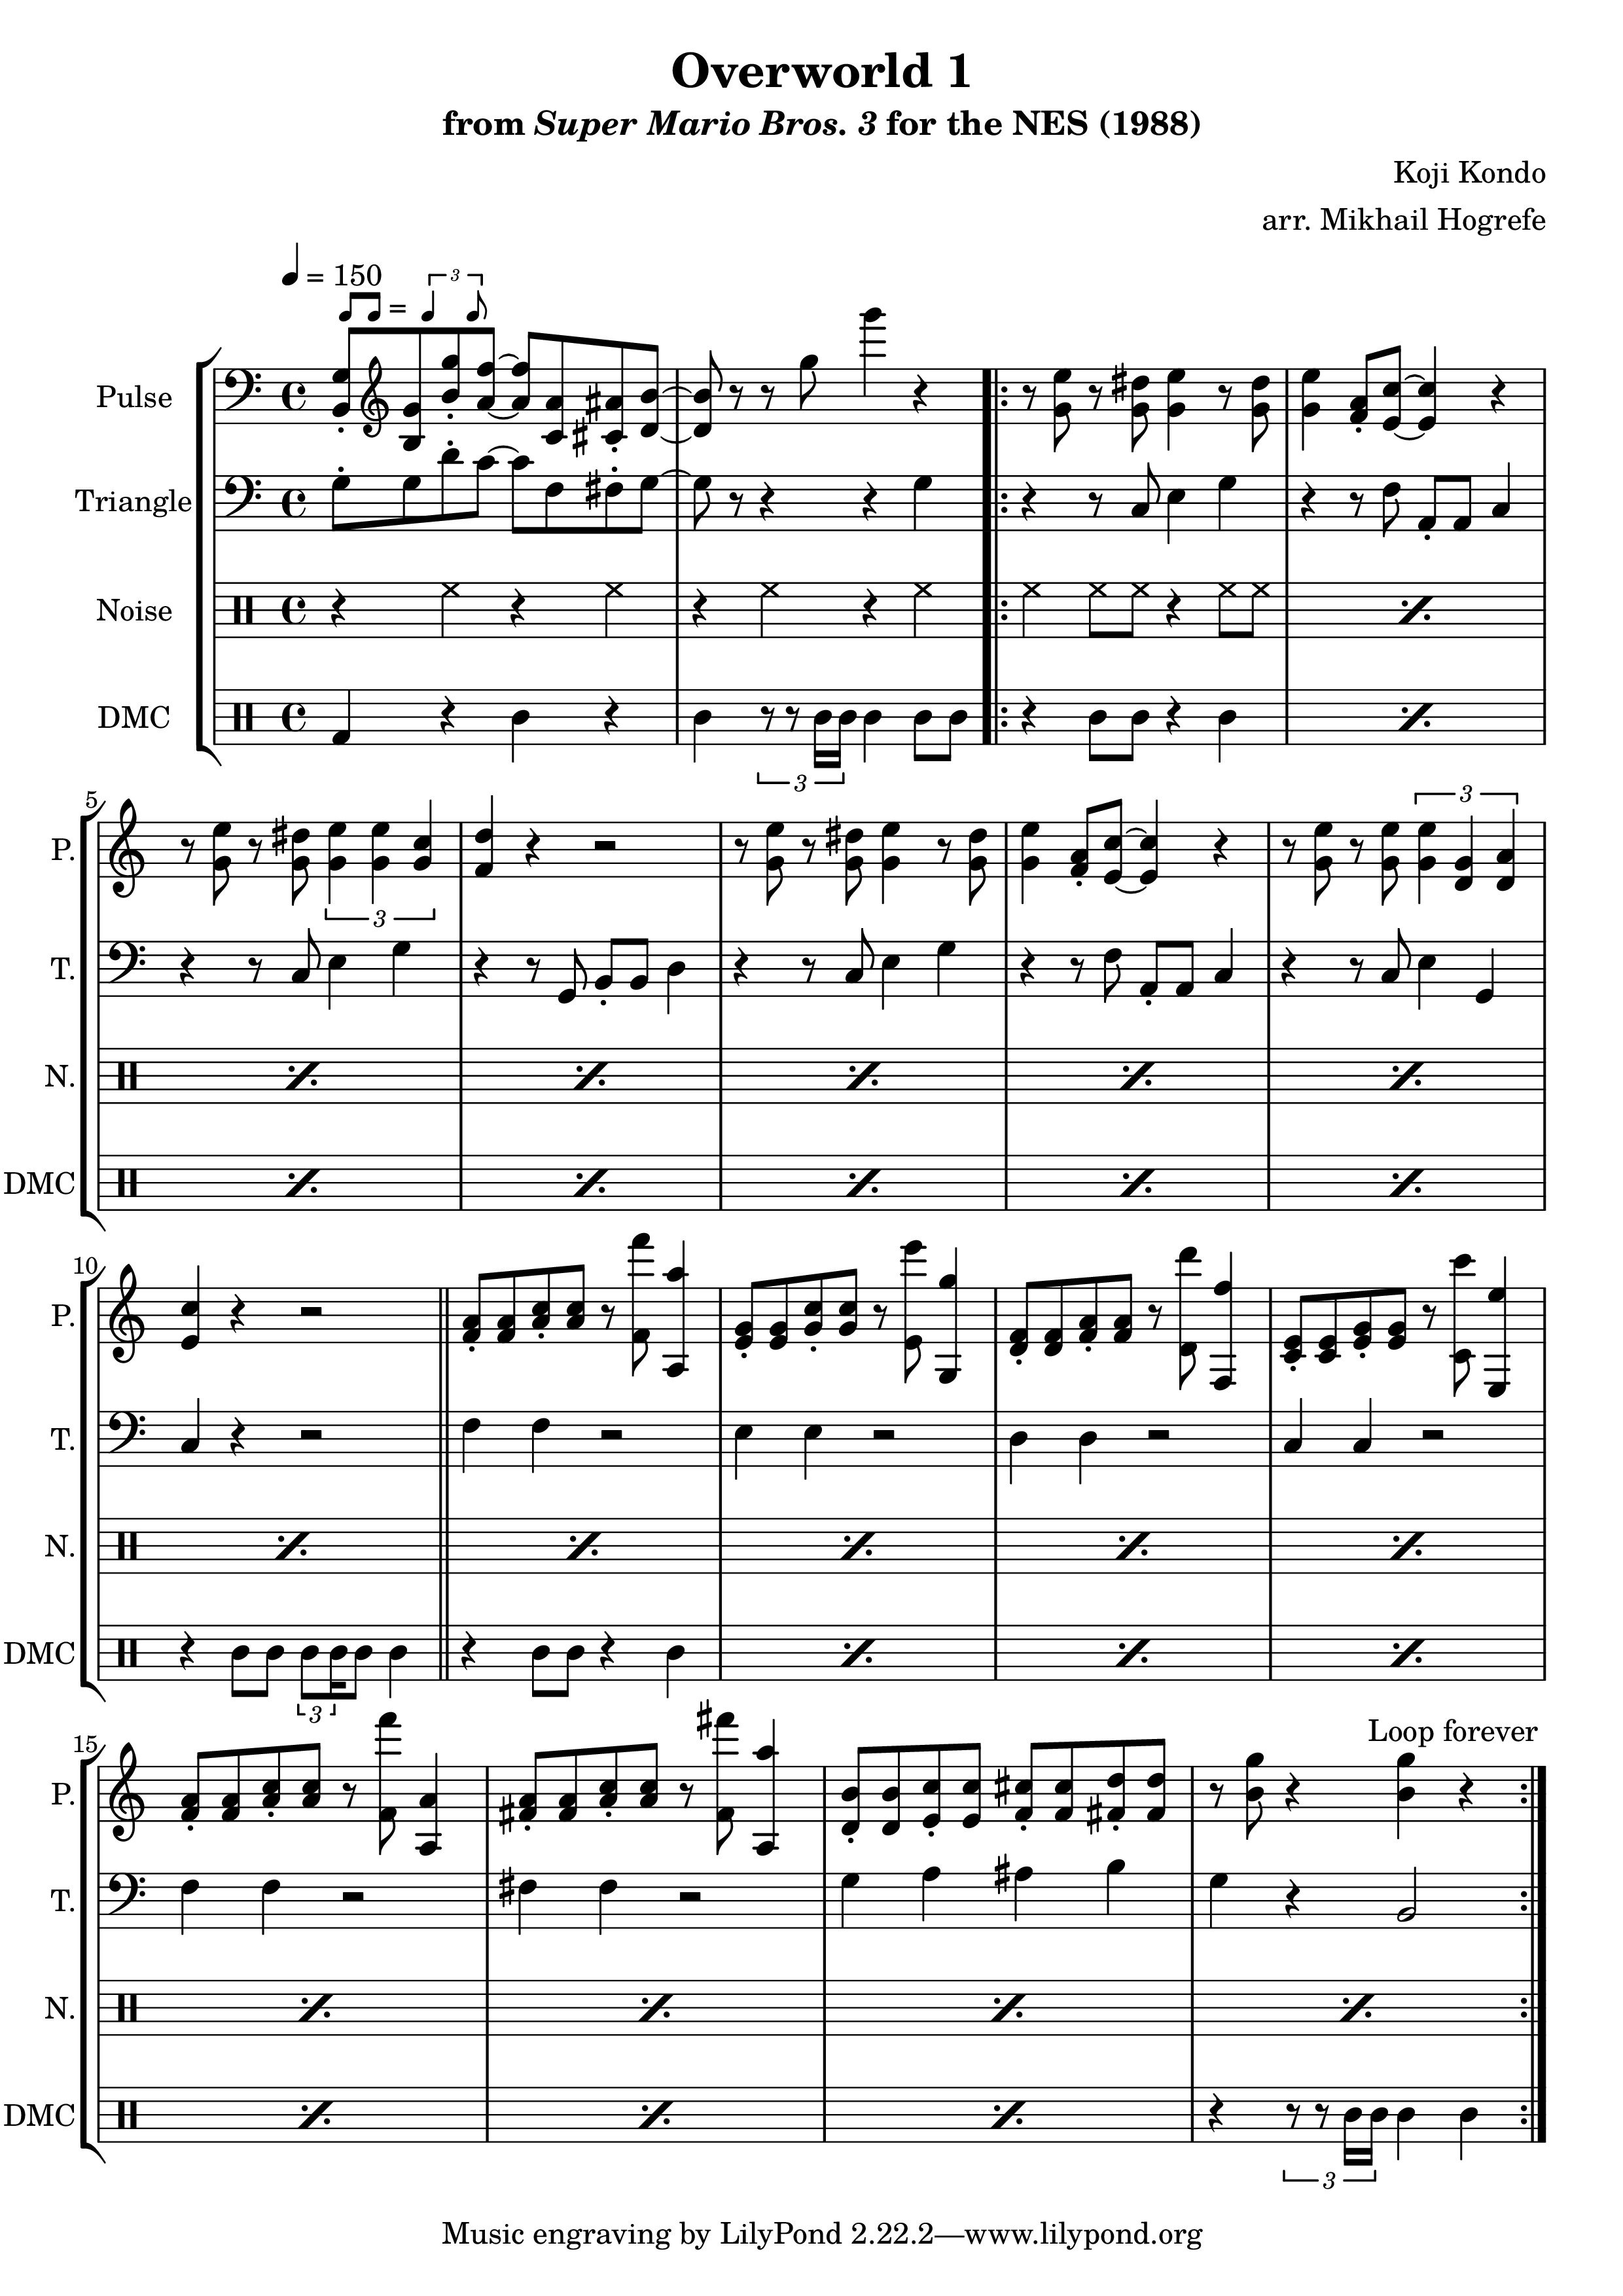 Overworld 1
from Super Mario Bros. 3 for the NES (1988)
Koji Kondo
arr. Mikhail Hogrefe
= 150
= 3
Pulse
Triangle
Noise
DMC
3
5
P.
3
3
T.
N.
DMC
10
P.
T.
N.
DMC
3
15
Loop forever
P.
T.
N.
DMC
3
Music engraving by LilyPond 2.22.2—www.lilypond.org